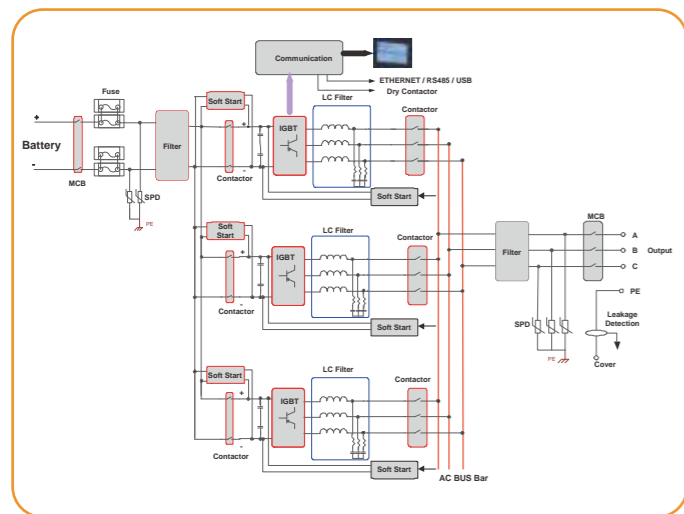 Communication
ETHERNET / RS485 / USB
Dry Contactor
Fuse
Soft Start
LC Filter
Contactor
+
Battery
-
MCB
SPD
PE
Filter
+
-
Contactor
IGBT
Soft Start
LC Filter
Contactor
Soft Start
+
-
Contactor
IGBT
Soft Start
Filter
MCB
A
B
Output
C
PE
Leakage
Detection
SPD
PE
Cover
LC Filter
Contactor
Soft Start
+
-
Contactor
IGBT
Soft Start
AC BUS Bar